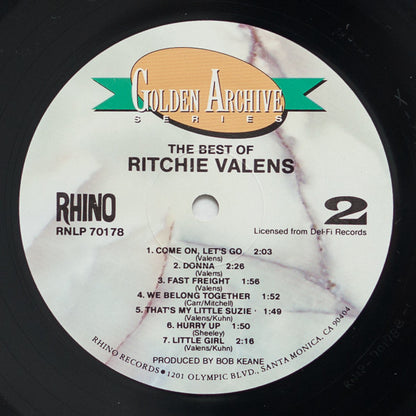 GOLDEN ARCHIVE
SERIES
THE BEST OF
RITCHIE VALENS
RHINO
RNLP 70178
2
Licensed from Del-Fi Records
1. COME ON, LET'S GO 2:03
(Valens)
2. DONNA 2:26
(Valens)
3. FAST FREIGHT 1:56
(Valens)
4. WE BELONG TOGETHER 1:52
(Carr/Mitchell)
5. THAT'S MY LITTLE SUZIE · 1:49
(Valens/Kuhn)
6. HURRY UP 1:50
(Sheeley)
7. LITTLE GIRL 2:16
(Valens/Kuhn)
PRODUCED BY BOB KEANE
RHINO RECORDS • 1201 OLYMPIC BLVD., SANTA MONICA, CA 90404